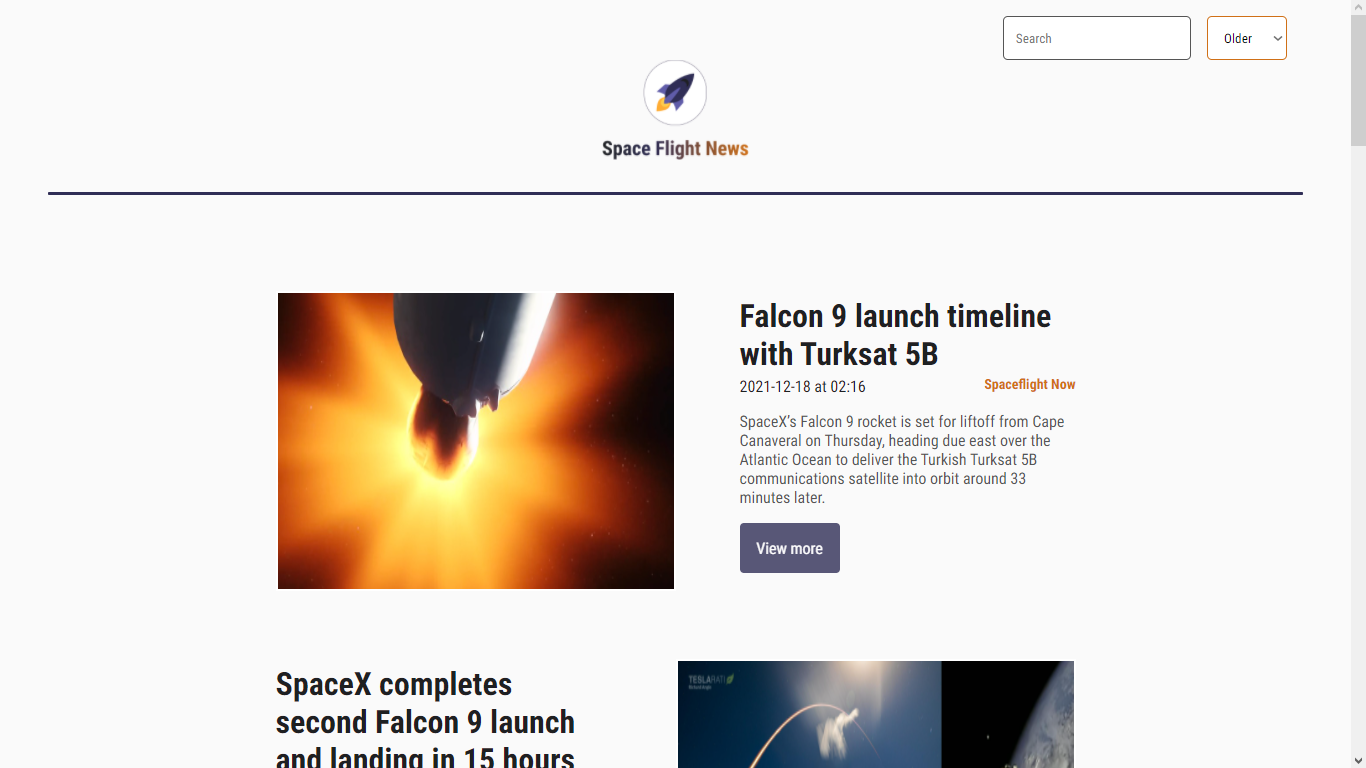 Search
Older
Space Flight News
Falcon 9 launch timeline
with Turksat 5B
2021-12-18 at 02:16
Spaceflight Now
SpaceX’s Falcon 9 rocket is set for liftoff from Cape
Canaveral on Thursday, heading due east over the
Atlantic Ocean to deliver the Turkish Turksat 5B
communications satellite into orbit around 33
minutes later.
View more
SpaceX completes
second Falcon 9 launch
and landing in 15 hours
TESLARATI